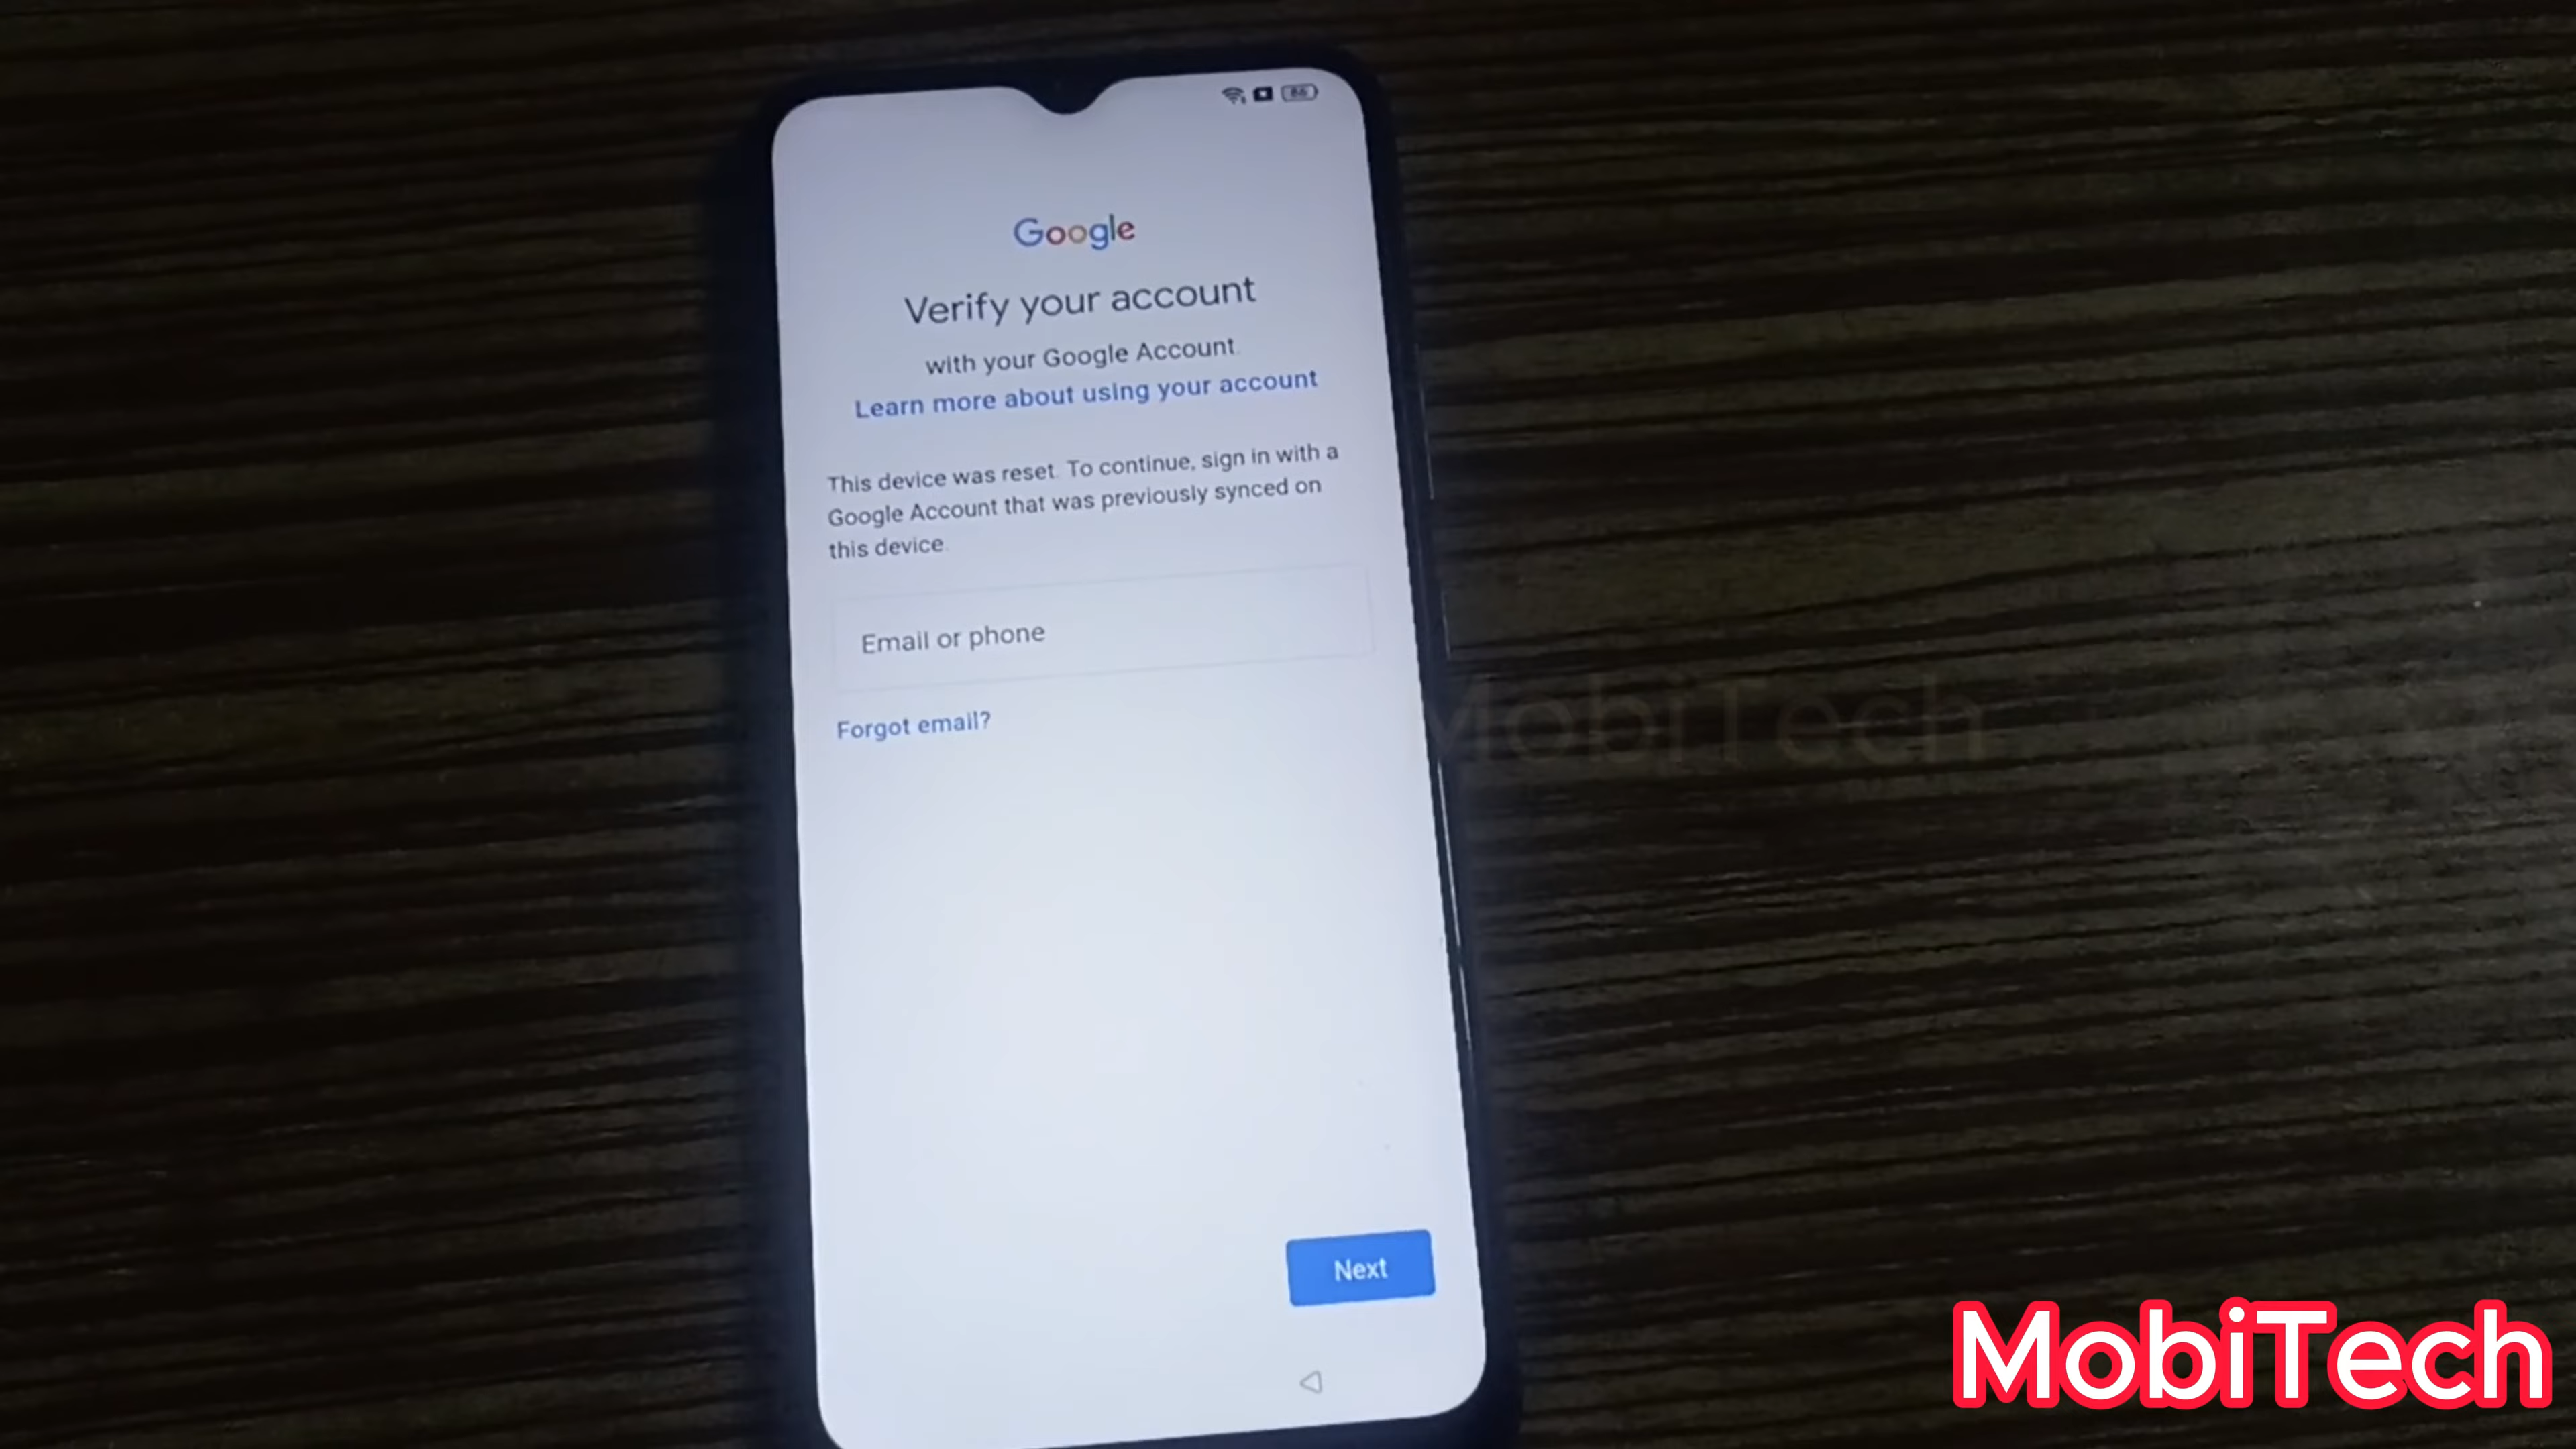 86
Google
Verify your account
with your Google Account.
Learn more about using your account
This device was reset. To continue, sign in with a
Google Account that was previously synced on
this device.
Email or phone
Forgot email?
MobiTech
Next
MobiTech